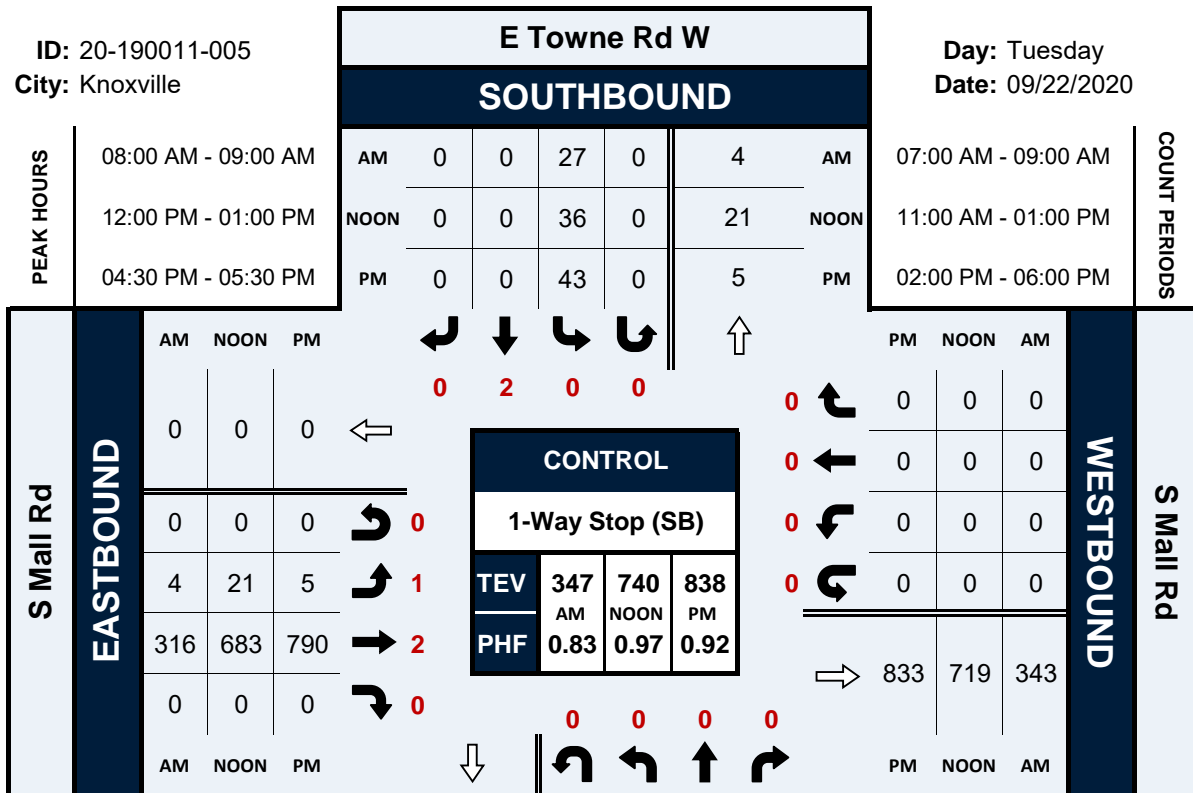 ID: 20-190011-005
City: Knoxville
E Towne Rd W
SOUTHBOUND
Day: Tuesday
Date: 09/22/2020
PEAK HOURS
08:00 AM - 09:00 AM
12:00 PM - 01:00 PM
04:30 PM - 05:30 PM
AM 0 0 27 0 4 AM
NOON 0 0 36 0 21 NOON
PM 0 0 43 0 5 PM
07:00 AM - 09:00 AM
11:00 AM - 01:00 PM
02:00 PM - 06:00 PM
COUNT PERIODS
0 2 0 0
S Mall Rd
EASTBOUND
AM NOON PM
0 0 0
0 0 0 0
4 21 5 1
316 683 790 2
0 0 0 0
AM NOON PM
CONTROL
1-Way Stop (SB)
TEV 347 740 838
AM NOON PM
PHF 0.83 0.97 0.92
PM NOON AM
0 0 0 0
0 0 0 0
0 0 0 0
0 0 0 0
833 719 343
PM NOON AM
WESTBOUND
S Mall Rd
0 0 0 0